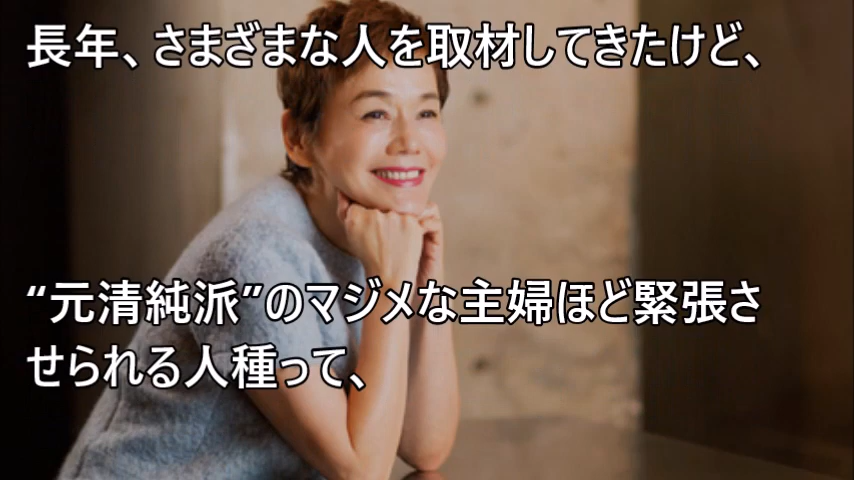 長年、さまざまな人を取材してきたけど、
“元清純派”のマジメな主婦ほど緊張さ
せられる人種って、